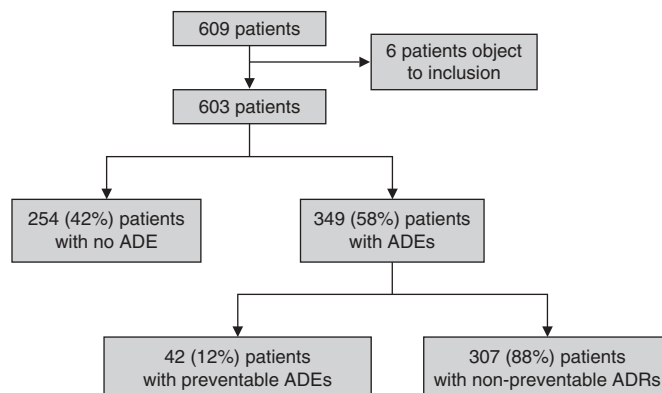 609 patients
6 patients object
to inclusion
603 patients
254 (42%) patients
with no ADE
349 (58%) patients
with ADEs
42 (12%) patients
with preventable ADEs
307 (88%) patients
with non-preventable ADRs